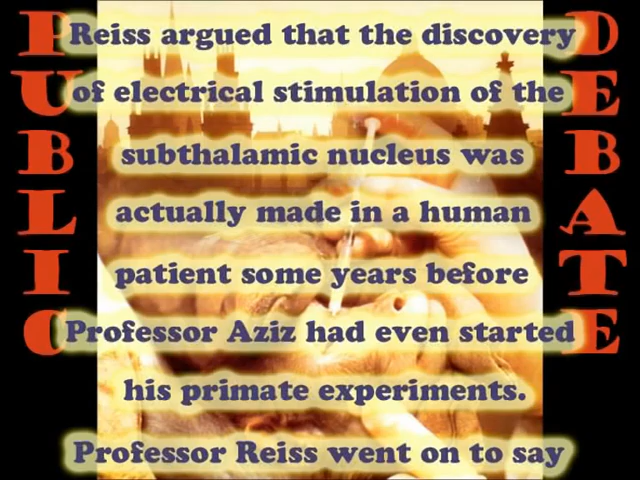 PUBLIC
Reiss argued that the discovery
of electrical stimulation of the
subthalamic nucleus was
actually made in a human
patient some years before
Professor Aziz had even started
his primate experiments.
Professor Reiss went on to say
DEBATE